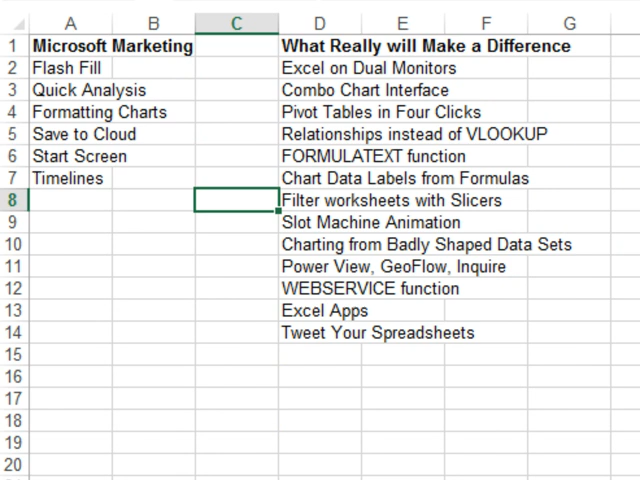 A B C D E F G
1 Microsoft Marketing What Really will Make a Difference
2 Flash Fill Excel on Dual Monitors
3 Quick Analysis Combo Chart Interface
4 Formatting Charts Pivot Tables in Four Clicks
5 Save to Cloud Relationships instead of VLOOKUP
6 Start Screen FORMULATEXT function
7 Timelines Chart Data Labels from Formulas
8 Filter worksheets with Slicers
9 Slot Machine Animation
10 Charting from Badly Shaped Data Sets
11 Power View, GeoFlow, Inquire
12 WEBSERVICE function
13 Excel Apps
14 Tweet Your Spreadsheets
15
16
17
18
19
20